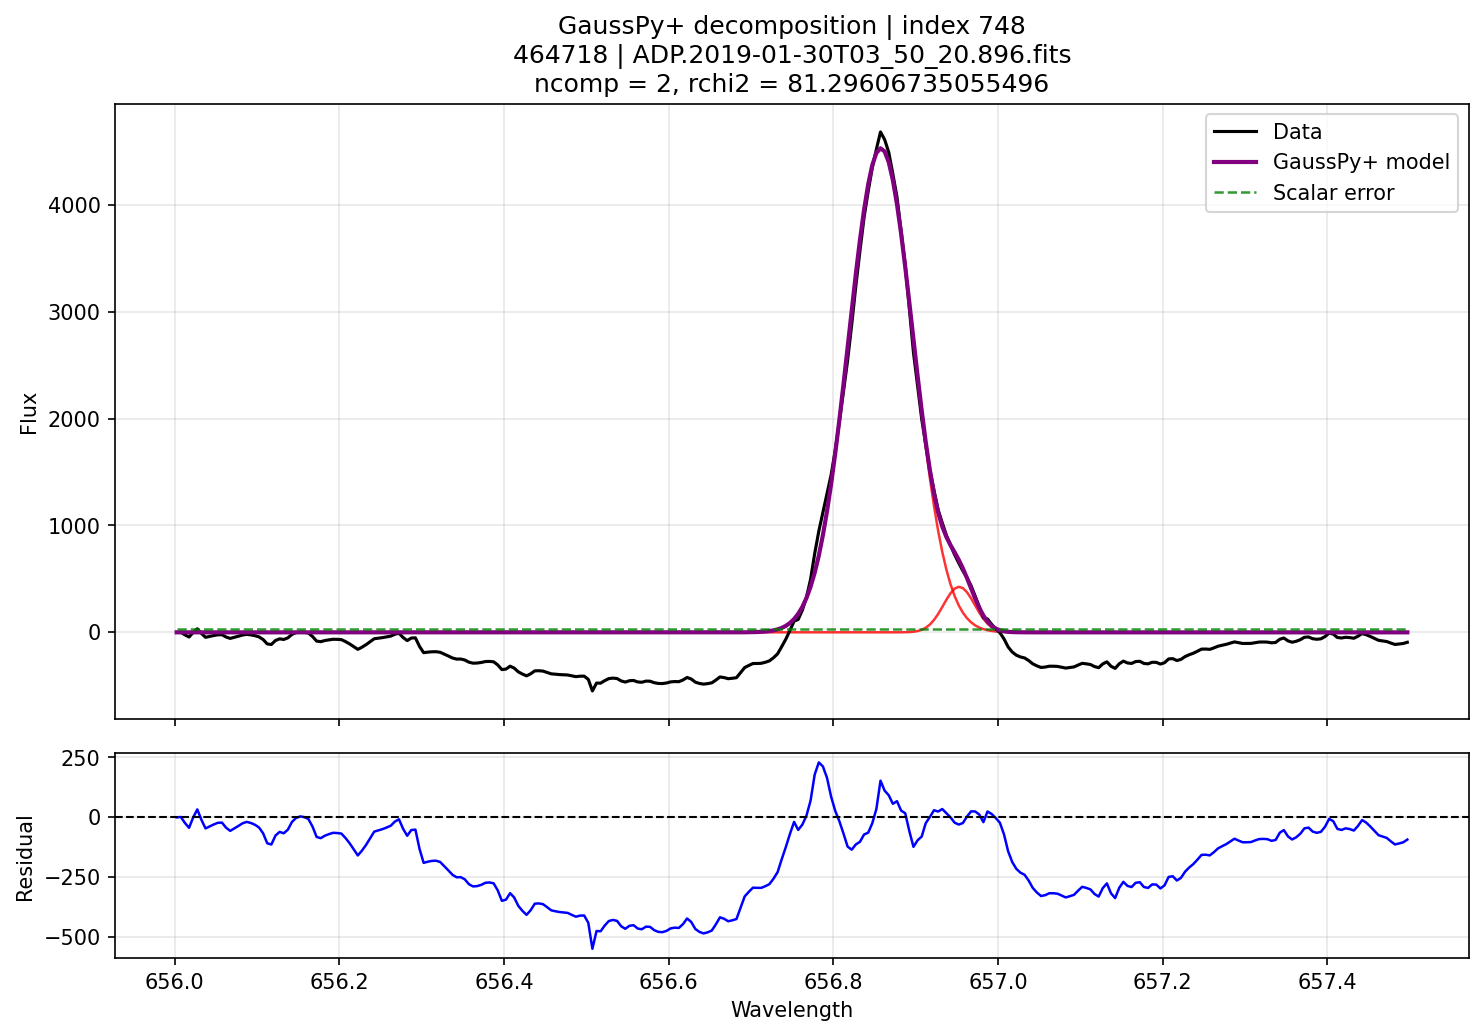 GaussPy+ decomposition | index 748
464718 | ADP.2019-01-30T03_50_20.896.fits
ncomp = 2, rchi2 = 81.29606735055496
Data
GaussPy+ model
Scalar error
Flux
4000
3000
2000
1000
0
Residual
250
0
−250
−500
656.0 656.2 656.4 656.6 656.8 657.0 657.2 657.4
Wavelength